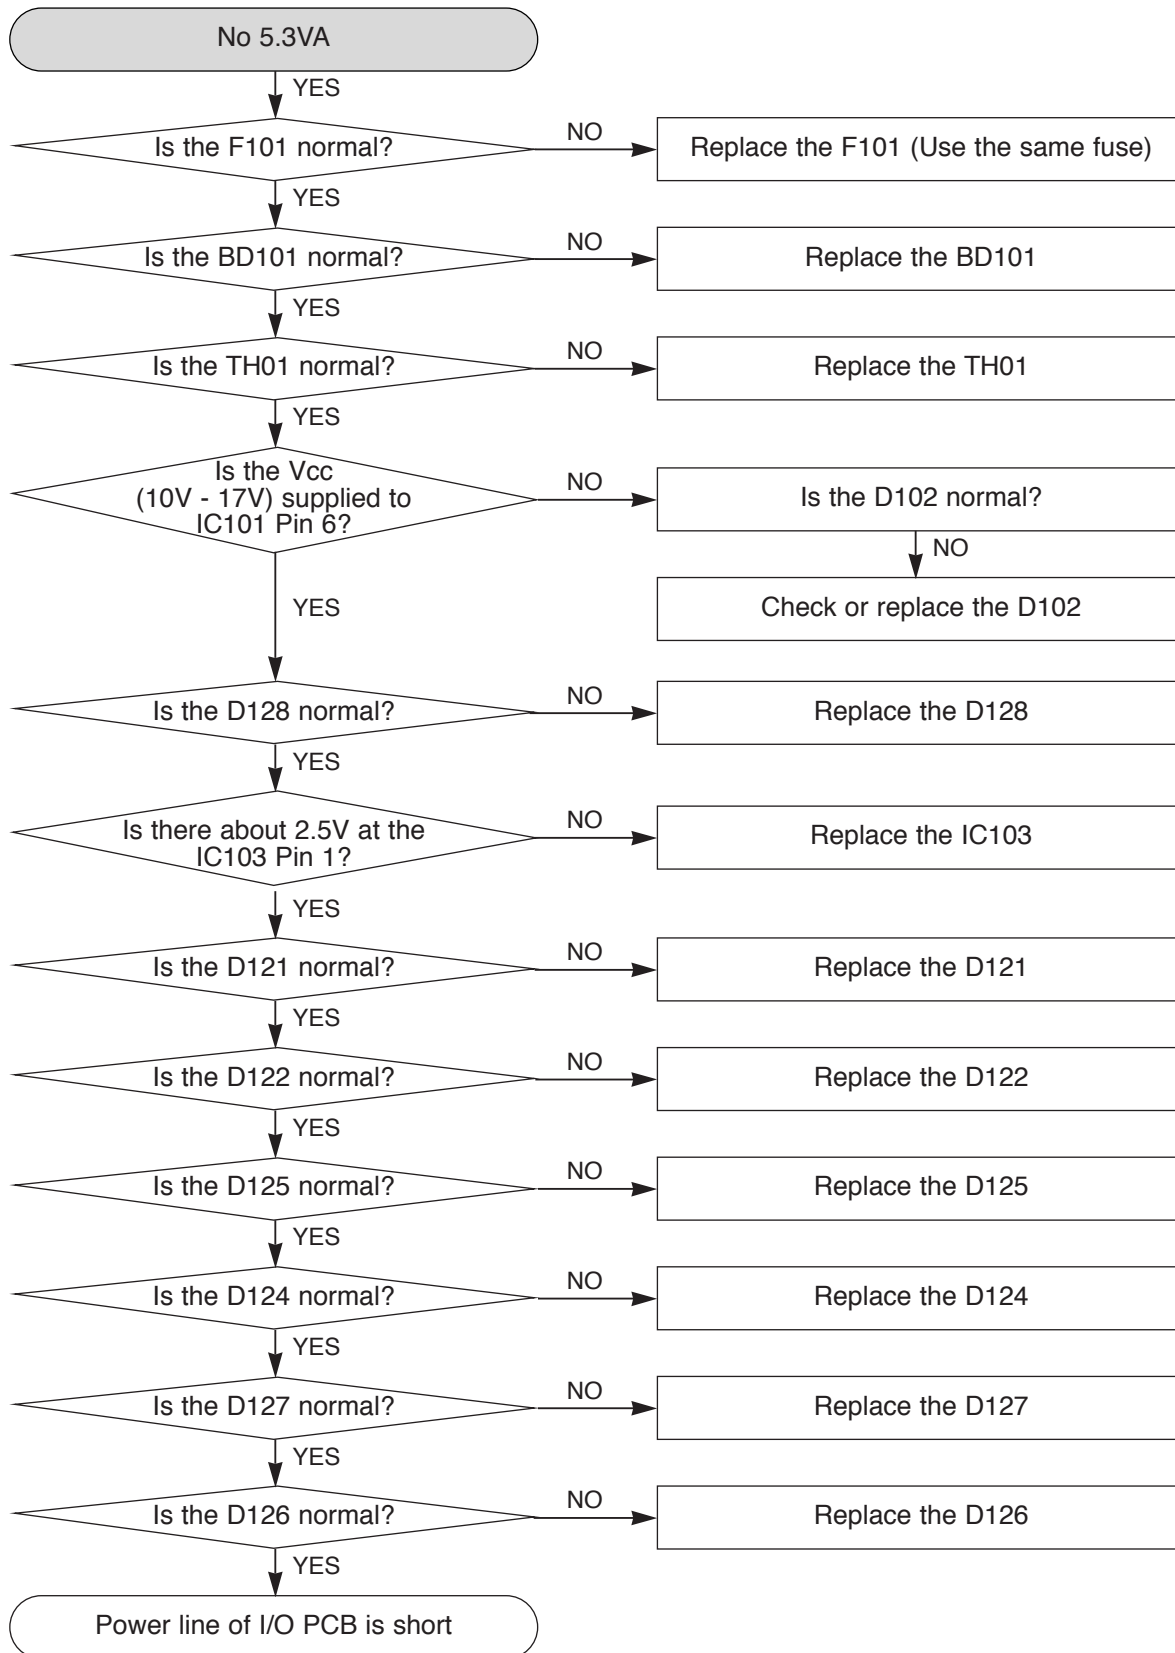 No 5.3VA
YES
Is the F101 normal?
NO
Replace the F101 (Use the same fuse)
YES
Is the BD101 normal?
NO
Replace the BD101
YES
Is the TH01 normal?
NO
Replace the TH01
YES
Is the Vcc
(10V - 17V) supplied to
IC101 Pin 6?
NO
Is the D102 normal?
NO
Check or replace the D102
YES
Is the D128 normal?
NO
Replace the D128
YES
Is there about 2.5V at the
IC103 Pin 1?
NO
Replace the IC103
YES
Is the D121 normal?
NO
Replace the D121
YES
Is the D122 normal?
NO
Replace the D122
YES
Is the D125 normal?
NO
Replace the D125
YES
Is the D124 normal?
NO
Replace the D124
YES
Is the D127 normal?
NO
Replace the D127
YES
Is the D126 normal?
NO
Replace the D126
YES
Power line of I/O PCB is short